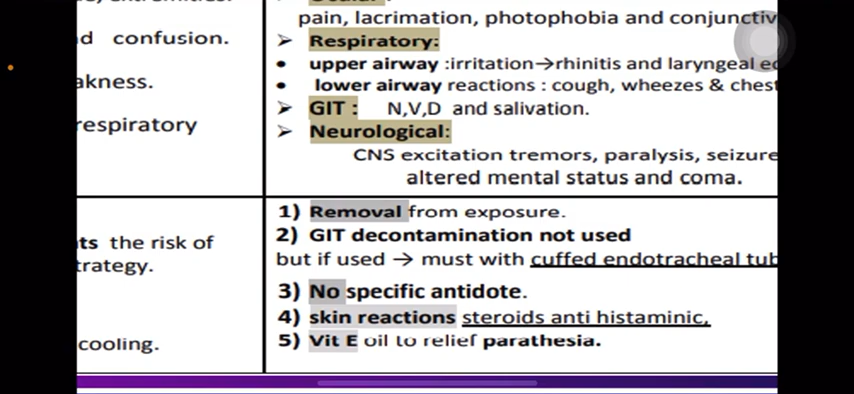 d confusion.
akness.
respiratory
ts the risk of
trategy.
cooling.
pain, lacrimation, photophobia and conjunctiv
➢ Respiratory:
• upper airway :irritation→rhinitis and laryngeal ed
• lower airway reactions : cough, wheezes & chest
➢ GIT : N,V,D and salivation.
➢ Neurological:
CNS excitation tremors, paralysis, seizure
altered mental status and coma.
1) Removal from exposure.
2) GIT decontamination not used
but if used → must with cuffed endotracheal tub
3) No specific antidote.
4) skin reactions steroids anti histaminic,
5) Vit E oil to relief parathesia.